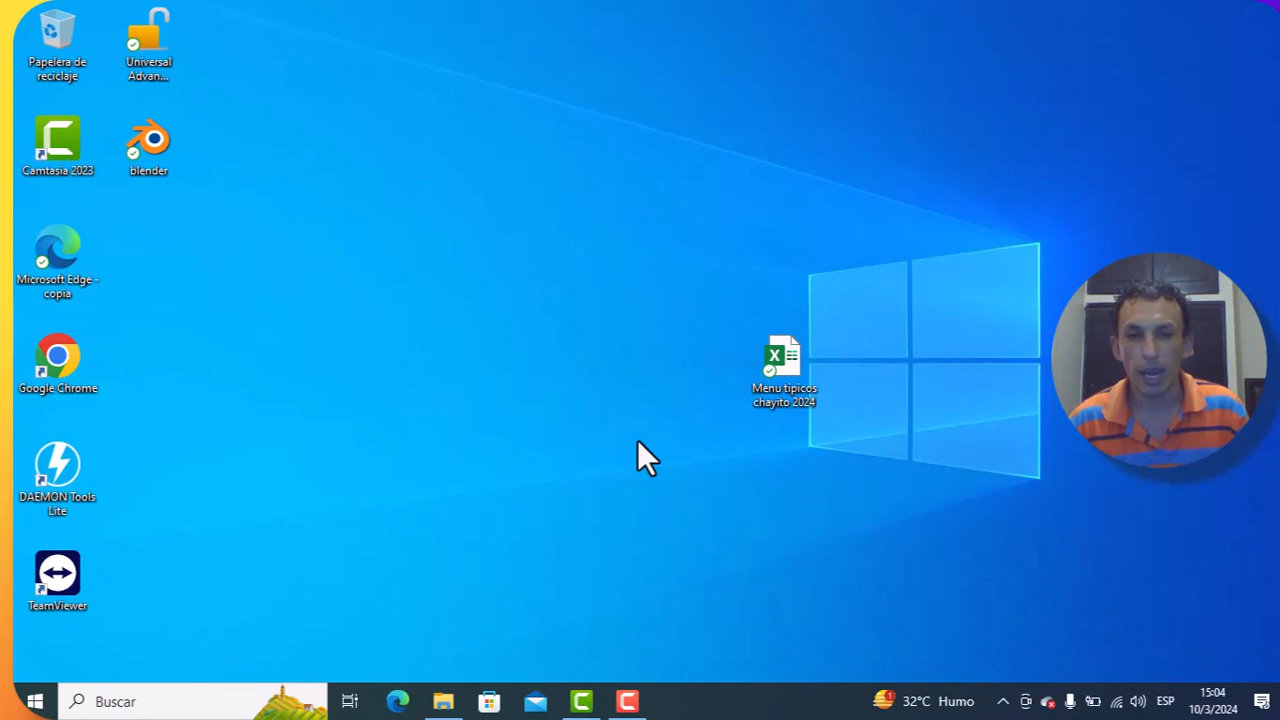 Papelera de
reciclaje
Universal
Advan...
Camtasia 2023
blender
Microsoft Edge -
copia
Google Chrome
DAEMON Tools
Lite
TeamViewer
Menu tipicos
chayito 2024
Buscar
32°C Humo
ESP
15:04
10/3/2024